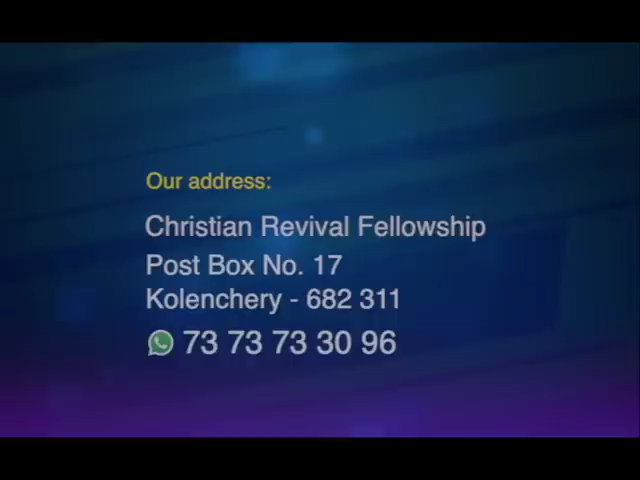 Our address:
Christian Revival Fellowship
Post Box No. 17
Kolenchery - 682 311
73 73 73 30 96